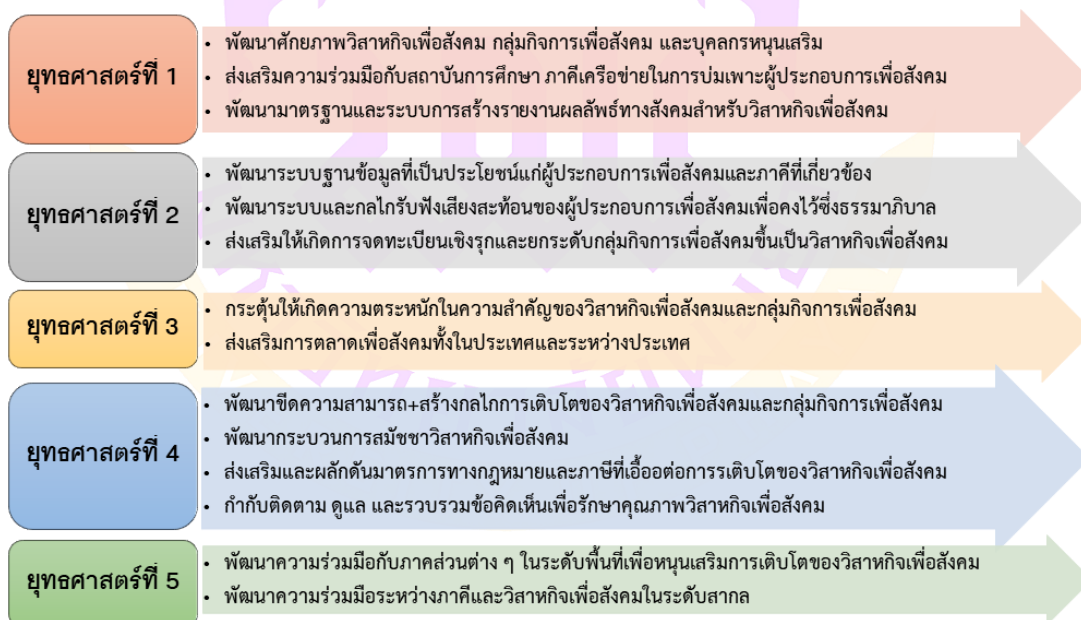 ยุทธศาสตร์ที่ 1
• พัฒนาศักยภาพวิสาหกิจเพื่อสังคม กลุ่มกิจการเพื่อสังคม และบุคลกรหนุนเสริม
• ส่งเสริมความร่วมมือกับสถาบันการศึกษา ภาคีเครือข่ายในการบ่มเพาะผู้ประกอบการเพื่อสังคม
• พัฒนามาตรฐานและระบบการสร้างรายงานผลลัพธ์ทางสังคมสำหรับวิสาหกิจเพื่อสังคม
ยุทธศาสตร์ที่ 2
• พัฒนาระบบฐานข้อมูลที่เป็นประโยชน์แก่ผู้ประกอบการเพื่อสังคมและภาคีที่เกี่ยวข้อง
• พัฒนาระบบและกลไกรับฟังเสียงสะท้อนของผู้ประกอบการเพื่อสังคมเพื่อคงไว้ซึ่งธรรมาภิบาล
• ส่งเสริมให้เกิดการจดทะเบียนเชิงรุกและยกระดับกลุ่มกิจการเพื่อสังคมขึ้นเป็นวิสาหกิจเพื่อสังคม
ยุทธศาสตร์ที่ 3
• กระตุ้นให้เกิดความตระหนักในความสำคัญของวิสาหกิจเพื่อสังคมและกลุ่มกิจการเพื่อสังคม
• ส่งเสริมการตลาดเพื่อสังคมทั้งในประเทศและระหว่างประเทศ
ยุทธศาสตร์ที่ 4
• พัฒนาขีดความสามารถ+สร้างกลไกการเติบโตของวิสาหกิจเพื่อสังคมและกลุ่มกิจการเพื่อสังคม
• พัฒนากระบวนการสมัชชาวิสาหกิจเพื่อสังคม
• ส่งเสริมและผลักดันมาตรการทางกฎหมายและภาษีที่เอื้ออต่อการรเติบโตของวิสาหกิจเพื่อสังคม
• กำกับติดตาม ดูแล และรวบรวมข้อคิดเห็นเพื่อรักษาคุณภาพวิสาหกิจเพื่อสังคม
ยุทธศาสตร์ที่ 5
• พัฒนาความร่วมมือกับภาคส่วนต่าง ๆ ในระดับพื้นที่เพื่อหนุนเสริมการเติบโตของวิสาหกิจเพื่อสังคม
• พัฒนาความร่วมมือระหว่างภาคีและวิสาหกิจเพื่อสังคมในระดับสากล